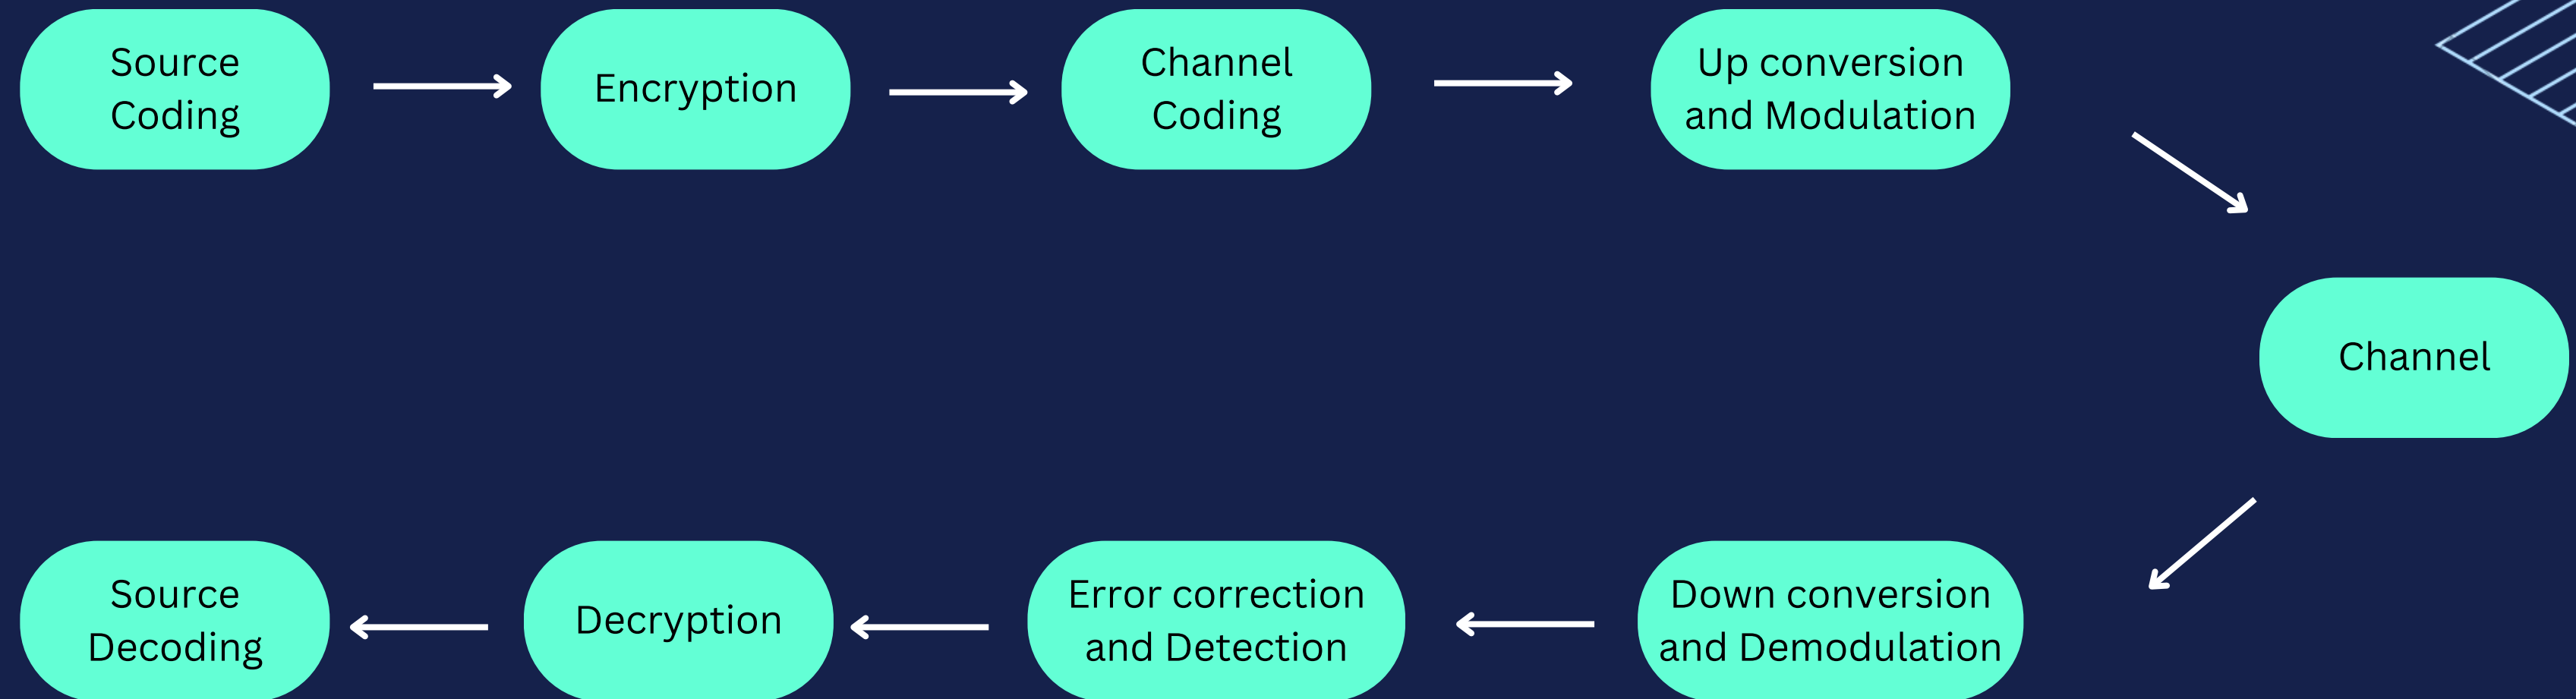 Source
Coding
Encryption
Channel
Coding
Up conversion
and Modulation
Channel
Source
Decoding
Decryption
Error correction
and Detection
Down conversion
and Demodulation